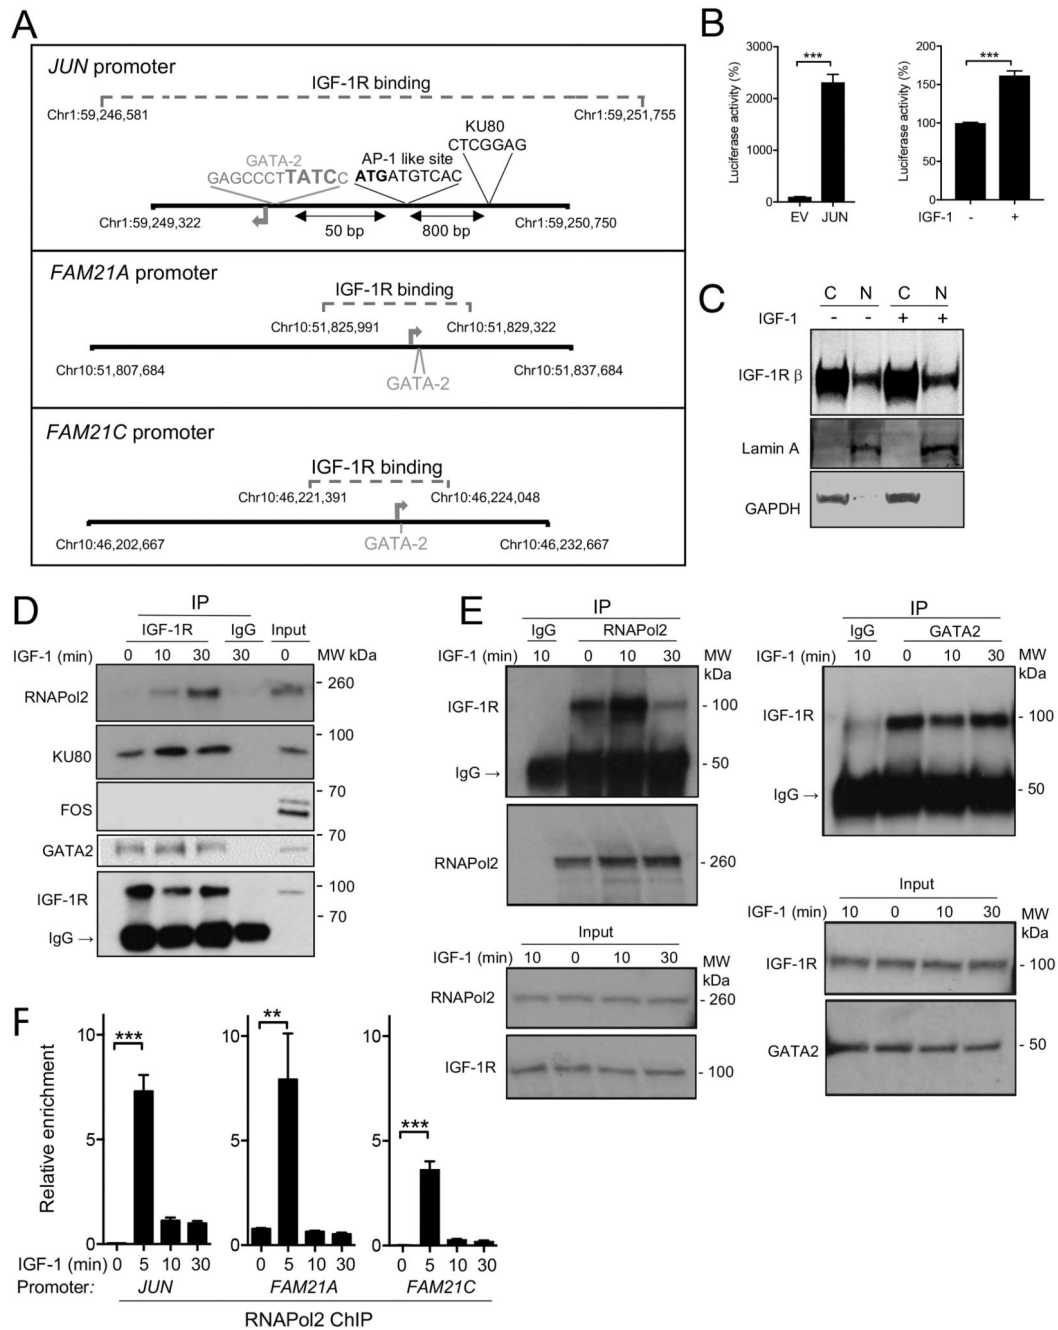 A
JUN promoter
IGF-1R binding
Chr1:59,246,581
Chr1:59,251,755
KU80
CTCGGAG
GATA-2
AP-1 like site
GAGCCCTTATCC
ATGATGTCAC
Chr1:59,249,322
50 bp
800 bp
Chr1:59,250,750
FAM21A promoter
IGF-1R binding
Chr10:51,825,991
Chr10:51,829,322
Chr10:51,807,684
Chr10:51,837,684
GATA-2
FAM21C promoter
IGF-1R binding
Chr10:46,221,391
Chr10:46,224,048
Chr10:46,202,667
GATA-2
Chr10:46,232,667
B
Luciferase activity (%)
3000
2000
1000
0
***
EV JUN
Luciferase activity (%)
200
150
100
50
0
***
IGF-1 - +
C
C N C N
IGF-1 - - + +
IGF-1R β
Lamin A
GAPDH
D
IP
IGF-1R IgG Input
IGF-1 (min) 0 10 30 30 0 MW kDa
RNAPol2
- 260
- 100
KU80
- 70
FOS
- 70
GATA2
- 100
IGF-1R
- 70
IgG →
E
IP
IgG RNAPol2
IGF-1 (min) 10 0 10 30 MW
kDa
IGF-1R
- 100
IgG →
- 50
RNAPol2
- 260
Input
IGF-1 (min) 10 0 10 30 MW
kDa
RNAPol2
- 260
IGF-1R
- 100
IP
IgG GATA2
IGF-1 (min) 10 0 10 30 MW
kDa
IGF-1R
- 100
IgG →
- 50
Input
IGF-1 (min) 10 0 10 30 MW
kDa
IGF-1R
- 100
GATA2
- 50
F
Relative enrichment
10
5
0
***
10
5
0
**
10
5
0
***
IGF-1 (min) 0 5 10 30 0 5 10 30 0 5 10 30
Promoter: JUN FAM21A FAM21C
RNAPol2 ChIP